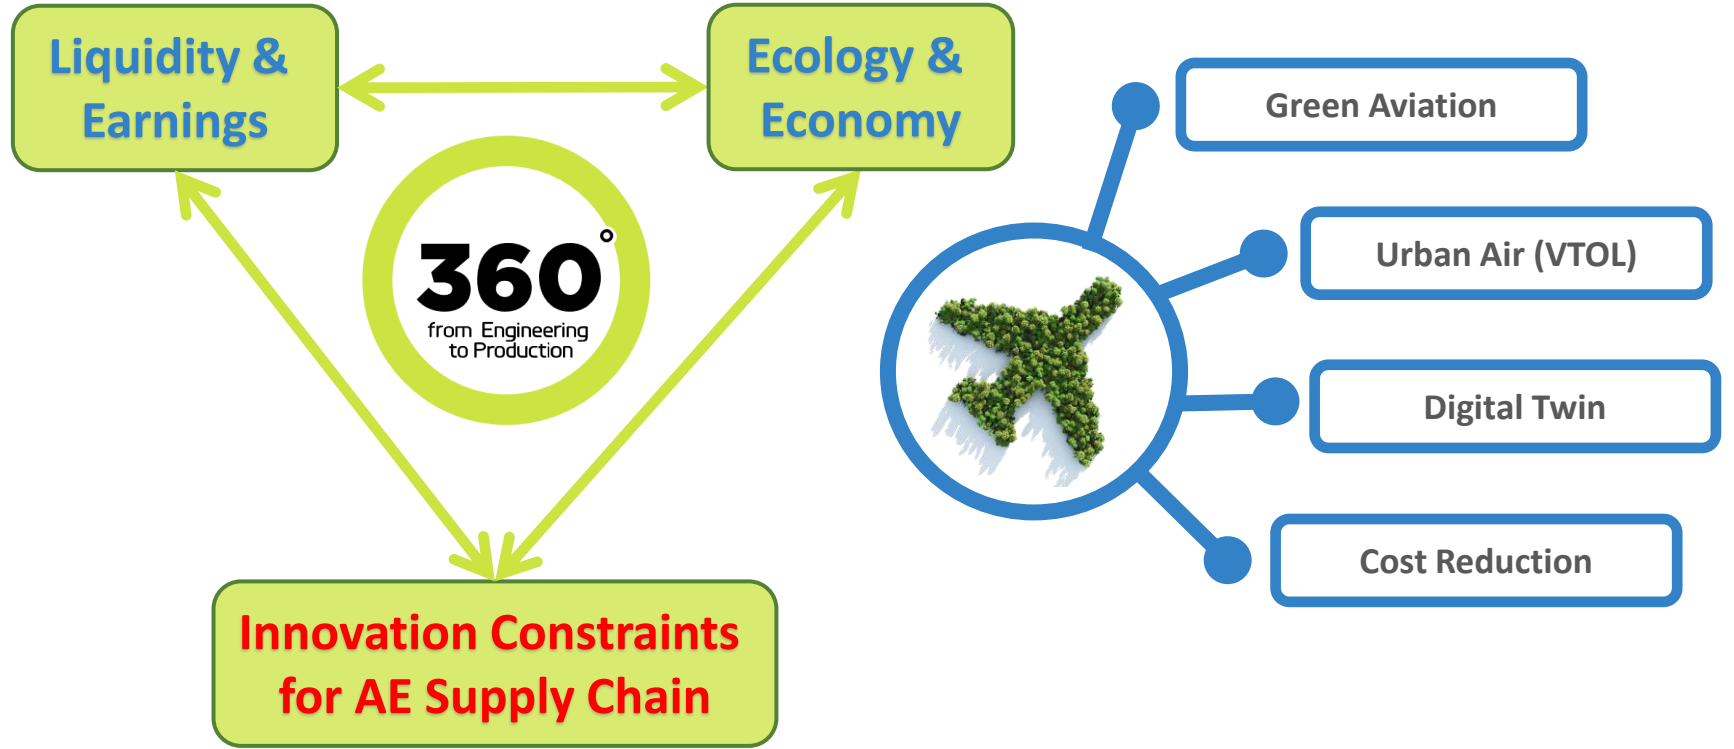 Liquidity &
Earnings
Ecology &
Economy
360°
from Engineering
to Production
Innovation Constraints
for AE Supply Chain
Green Aviation
Urban Air (VTOL)
Digital Twin
Cost Reduction